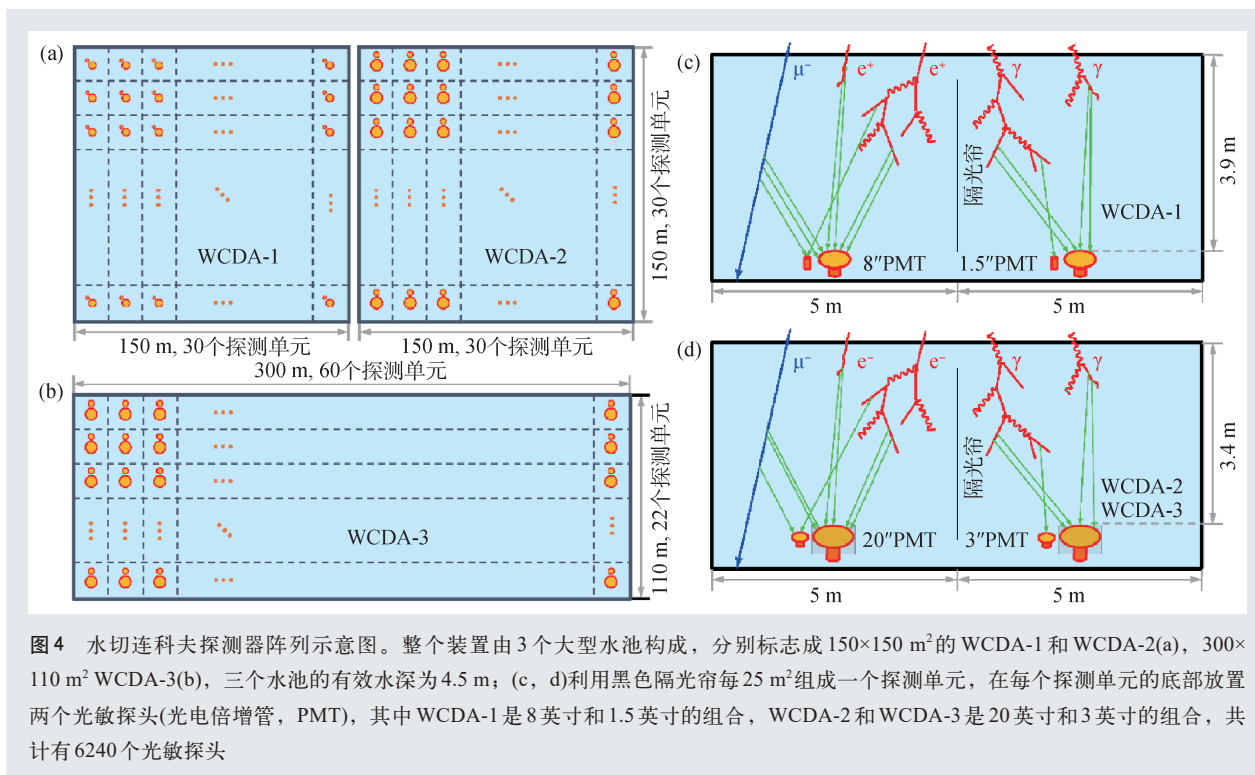 (a)
WCDA-1
WCDA-2
150 m, 30个探测单元
150 m, 30个探测单元
150 m, 30个探测单元
300 m, 60个探测单元
(b)
WCDA-3
110 m, 22个探测单元
(c)
μ⁻
e⁺
e⁺
γ
γ
隔光帘
WCDA-1
8″PMT
1.5″PMT
3.9 m
5 m
5 m
(d)
μ⁻
e⁻
e⁻
γ
γ
隔光帘
WCDA-2
WCDA-3
20″PMT
3″PMT
3.4 m
5 m
5 m
图4 水切连科夫探测器阵列示意图。整个装置由3个大型水池构成，分别标志成150×150 m²的WCDA-1和WCDA-2(a)，300×
110 m² WCDA-3(b)，三个水池的有效水深为4.5 m；(c，d)利用黑色隔光帘每25 m²组成一个探测单元，在每个探测单元的底部放置
两个光敏探头(光电倍增管，PMT)，其中WCDA-1是8英寸和1.5英寸的组合，WCDA-2和WCDA-3是20英寸和3英寸的组合，共
计有6240个光敏探头